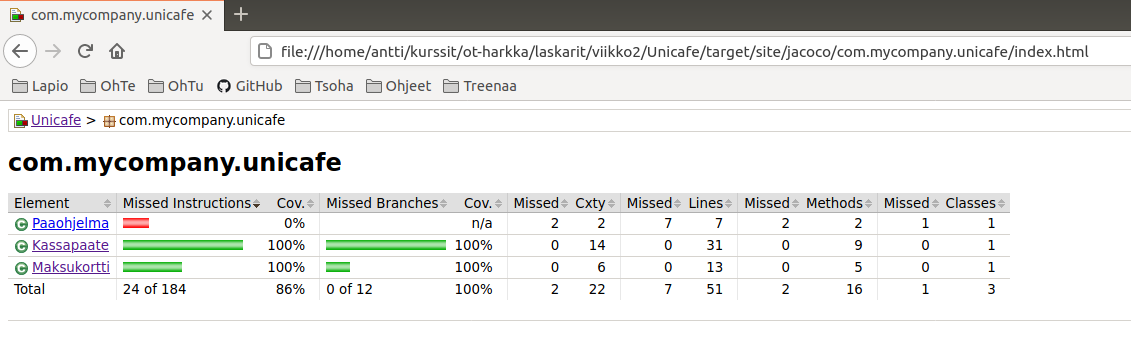 com.mycompany.unicafe
file:///home/antti/kurssit/ot-harkka/laskarit/viikko2/Unicafe/target/site/jacoco/com.mycompany.unicafe/index.html
Lapio OhTe OhTu GitHub Tsoha Ohjeet Treenaa
Unicafe > com.mycompany.unicafe
com.mycompany.unicafe
Element Missed Instructions Cov. Missed Branches Cov. Missed Cxty Missed Lines Missed Methods Missed Classes
Paaohjelma 0% n/a 2 2 7 7 2 2 1 1
Kassapaate 100% 100% 0 14 0 31 0 9 0 1
Maksukortti 100% 100% 0 6 0 13 0 5 0 1
Total 24 of 184 86% 0 of 12 100% 2 22 7 51 2 16 1 3